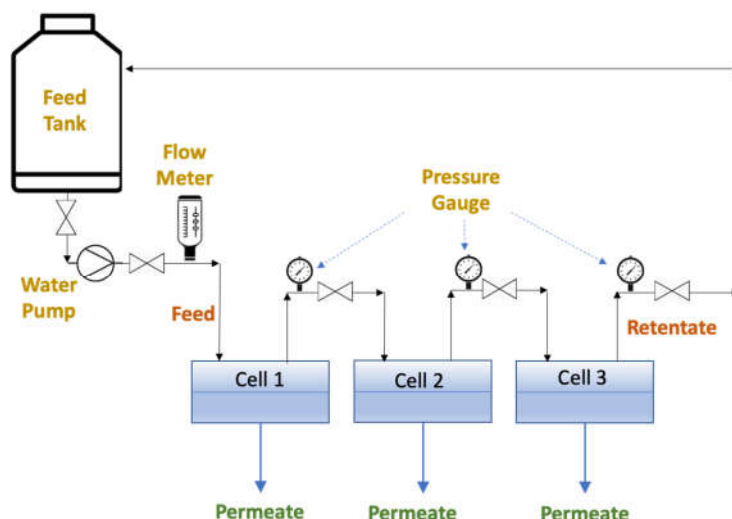 Feed
Tank
Flow
Meter
Pressure
Gauge
Water
Pump
Feed
Retentate
Cell 1
Cell 2
Cell 3
Permeate
Permeate
Permeate